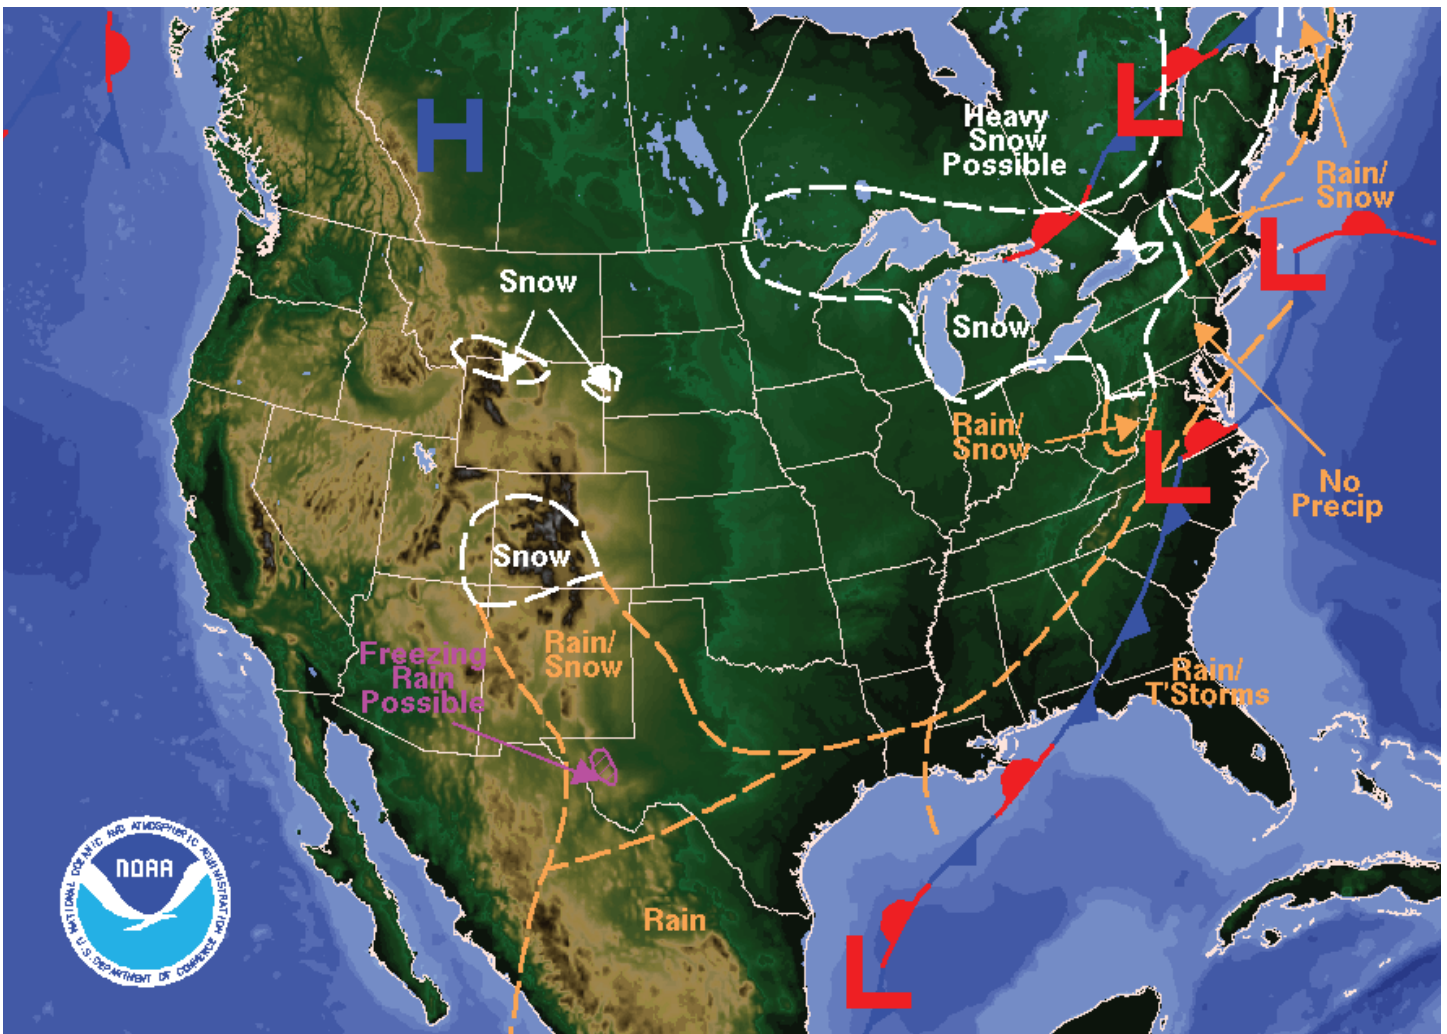 H
L
Heavy
Snow
Possible
Rain/
Snow
L
Snow
Snow
Rain/
Snow
L
No
Precip
Snow
Freezing
Rain
Possible
Rain/
Snow
Rain/
T'Storms
NATIONAL OCEANIC AND ATMOSPHERIC ADMINISTRATION
NOAA
U.S. DEPARTMENT OF COMMERCE
Rain
L